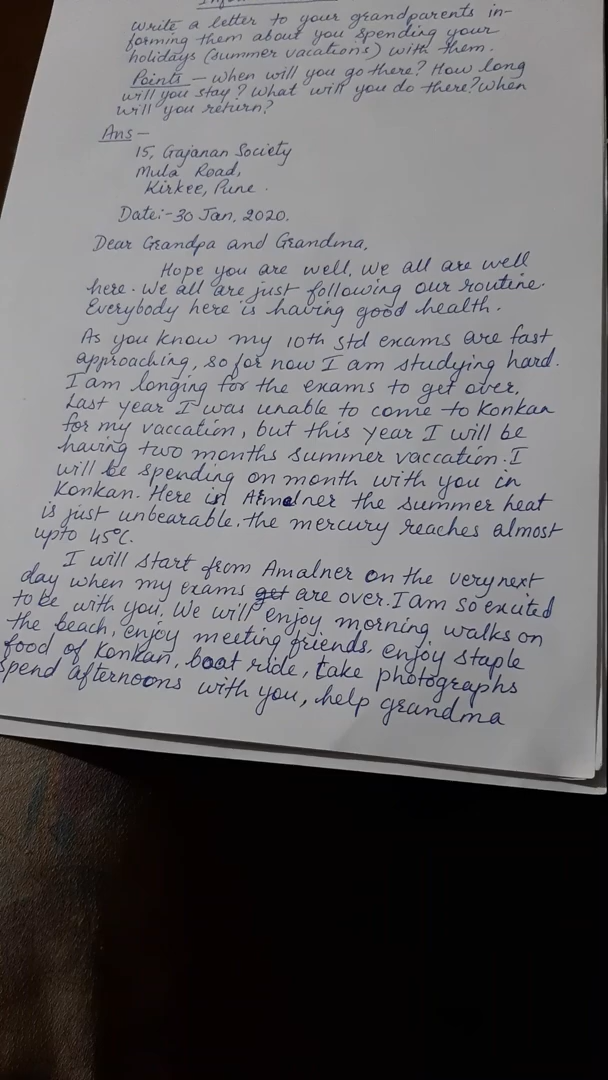 Write a letter to your grandparents in-
forming them about you spending your
holidays (summer vacations) with them.
Points - When will you go there? How long
will you stay? What will you do there? When
will you return?
Ans -
15, Gajanan Society
Mula Road,
Kirkee, Pune.
Date:- 30 Jan, 2020.
Dear Grandpa and Grandma,
Hope you are well, we all are well
here. We all are just following our routine.
Everybody here is having good health.
As you know my 10th std exams are fast
approaching, so for now I am studying hard.
I am longing for the exams to get over.
Last year I was unable to come to Konkan
for my vaccation, but this year I will be
having two months summer vaccation. I
will be spending on month with you in
Konkan. Here in Amalner the summer heat
is just unbearable, the mercury reaches almost
upto 45°C.
I will start from Amalner on the very next
day when my exams get are over. I am so excited
to be with you. We will enjoy morning walks on
the beach, enjoy meeting friends, enjoy staple
food of Konkan, boat ride, take photographs
spend afternoons with you, help grandma